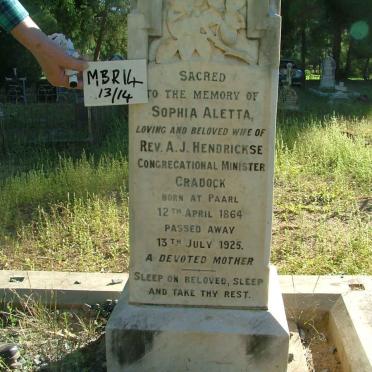 MBR14
13/14
SACRED
TO THE MEMORY OF
SOPHIA ALETTA,
LOVING AND BELOVED WIFE OF
REV. A.J. HENDRICKSE
CONGREGATIONAL MINISTER
CRADOCK
BORN AT PAARL
12TH APRIL 1864
PASSED AWAY
13TH JULY 1925.
A DEVOTED MOTHER
SLEEP ON BELOVED, SLEEP
AND TAKE THY REST.